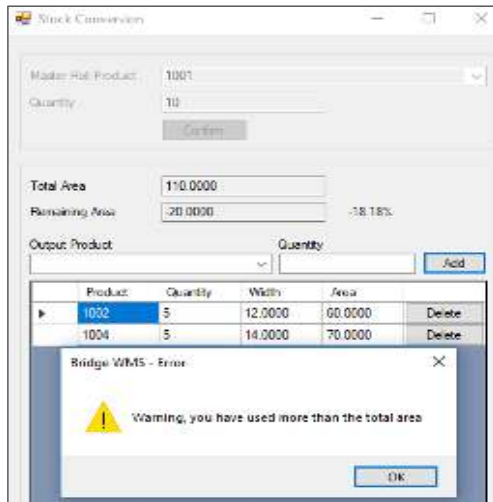 Stock Conversion
Master Roll Product 1001
Quantity 10
Confirm
Total Area 110.0000
Remaining Area -20.0000 -18.18%
Output Product Quantity
Add
Product Quantity Width Area
1002 5 12.0000 60.0000 Delete
1004 5 14.0000 70.0000 Delete
Bridge WMS - Error
Warning, you have used more than the total area
OK